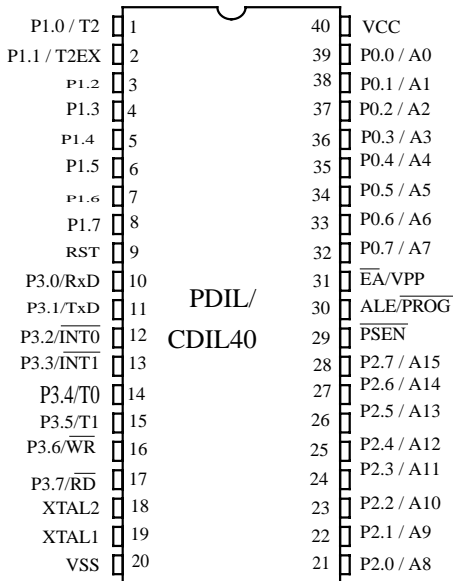 P1.0 / T2 1 40 VCC
P1.1 / T2EX 2 39 P0.0 / A0
P1.2 3 38 P0.1 / A1
P1.3 4 37 P0.2 / A2
P1.4 5 36 P0.3 / A3
P1.5 6 35 P0.4 / A4
P1.6 7 34 P0.5 / A5
P1.7 8 33 P0.6 / A6
RST 9 32 P0.7 / A7
P3.0/RxD 10 31 E̅A̅/VPP
P3.1/TxD 11 PDIL/ 30 ALE/P̅R̅O̅G̅
P3.2/I̅N̅T̅0̅ 12 CDIL40 29 P̅S̅E̅N̅
P3.3/I̅N̅T̅1̅ 13 28 P2.7 / A15
P3.4/T0 14 27 P2.6 / A14
P3.5/T1 15 26 P2.5 / A13
P3.6/W̅R̅ 16 25 P2.4 / A12
P3.7/R̅D̅ 17 24 P2.3 / A11
XTAL2 18 23 P2.2 / A10
XTAL1 19 22 P2.1 / A9
VSS 20 21 P2.0 / A8